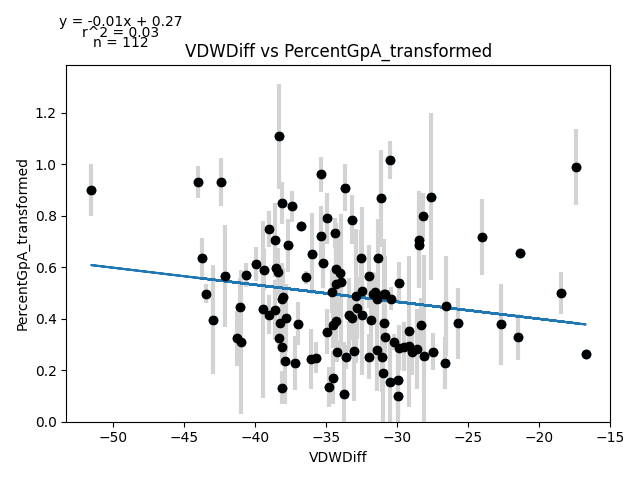 y = -0.01x + 0.27
r^2 = 0.03
n = 112
VDWDiff vs PercentGpA_transformed
PercentGpA_transformed
1.2
1.0
0.8
0.6
0.4
0.2
0.0
−50
−45
−40
−35
−30
−25
−20
−15
VDWDiff